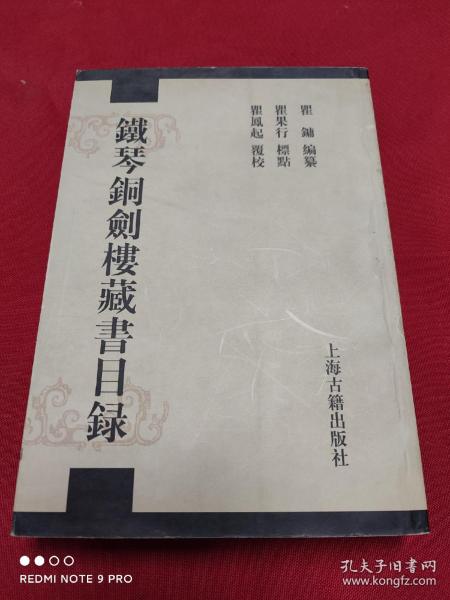 鐵琴銅劍樓藏書目録
瞿鏞 編纂
瞿果行 標點
瞿鳳起 覆校
上海古籍出版社
REDMI NOTE 9 PRO
孔夫子旧书网
www.kongfz.com